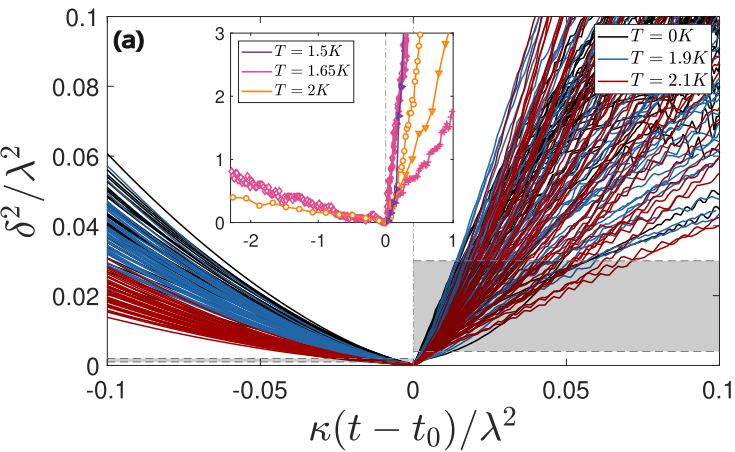 (a)
T = 0K
T = 1.9K
T = 2.1K
T = 1.5K
T = 1.65K
T = 2K
3
2
1
0
-2
-1
0
1
0.1
0.08
0.06
0.04
0.02
0
-0.1
-0.05
0
0.05
0.1
δ²/λ²
κ(t − t₀)/λ²